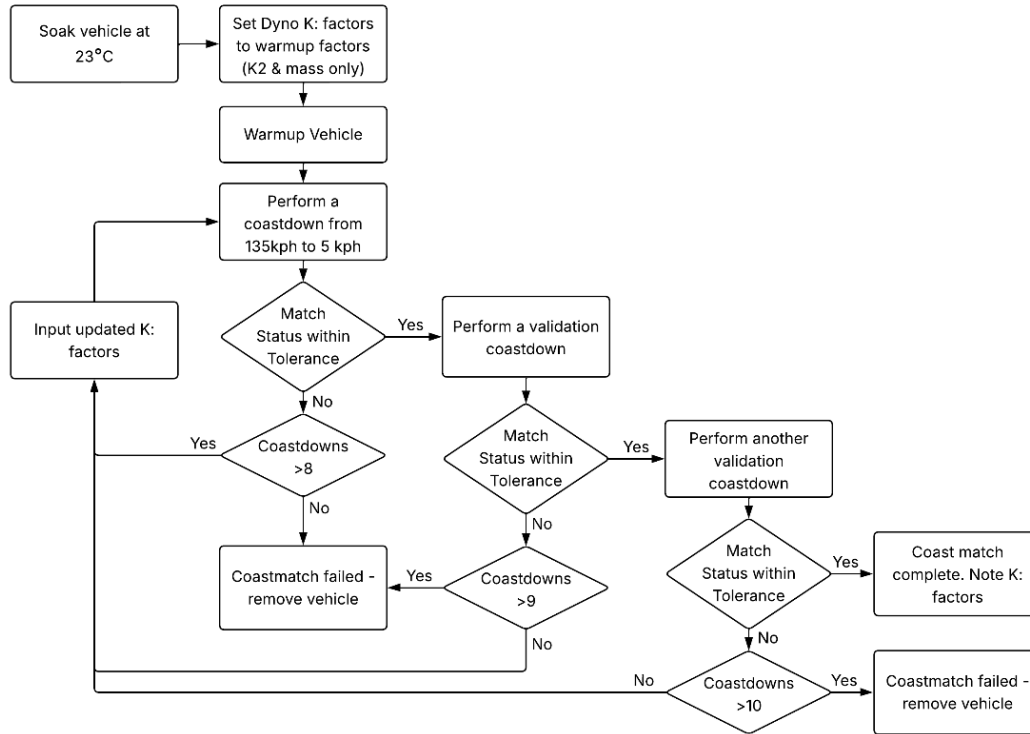 Soak vehicle at
23°C
Set Dyno K: factors
to warmup factors
(K2 & mass only)
Warmup Vehicle
Perform a
coastdown from
135kph to 5 kph
Input updated K:
factors
Match
Status within
Tolerance
Yes
Perform a validation
coastdown
No
Yes
Coastdowns
>8
No
Match
Status within
Tolerance
Yes
Perform another
validation
coastdown
No
Coastmatch failed -
remove vehicle
Yes
Coastdowns
>9
No
Match
Status within
Tolerance
Yes
Coast match
complete. Note K:
factors
No
No
Coastdowns
>10
Yes
Coastmatch failed -
remove vehicle